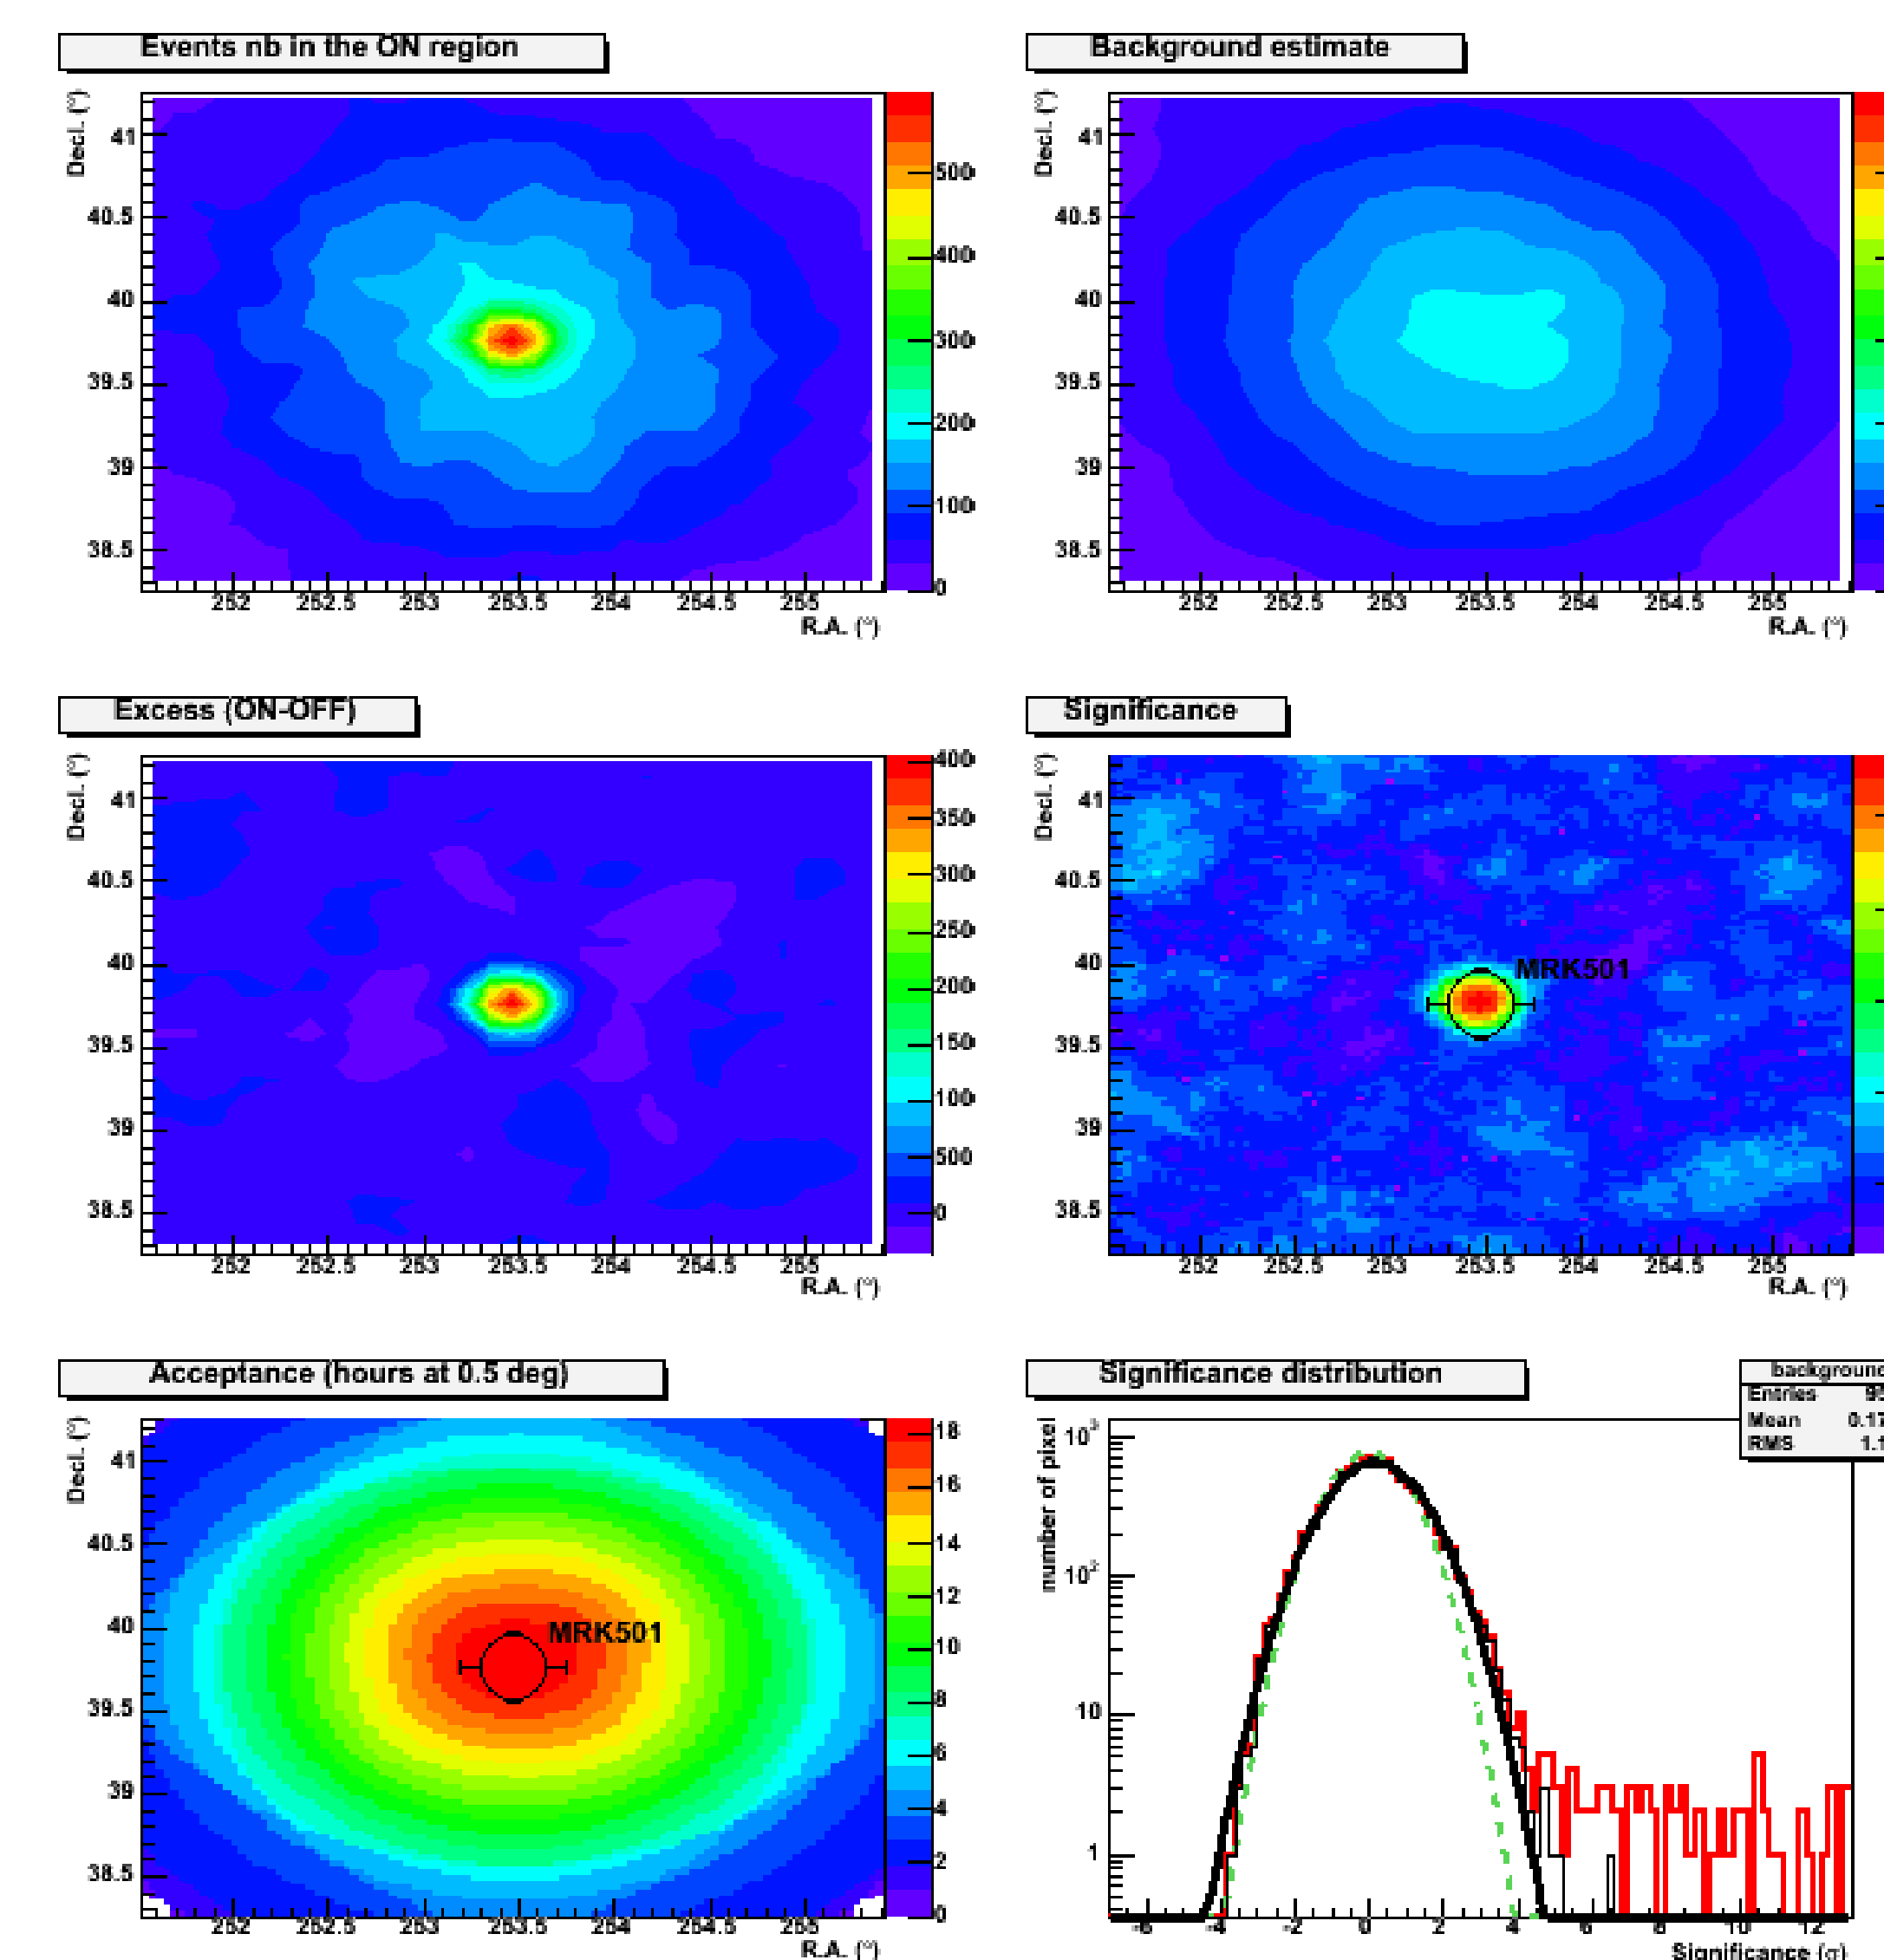 Events nb in the ON region
Decl. (°)
41
40.5
40
39.5
39
38.5
252 252.5 253 253.5 254 254.5 255
R.A. (°)
500
400
300
200
100
0
Background estimate
Decl. (°)
41
40.5
40
39.5
39
38.5
252 252.5 253 253.5 254 254.5 255
R.A. (°)
Excess (ON-OFF)
Decl. (°)
41
40.5
40
39.5
39
38.5
252 252.5 253 253.5 254 254.5 255
R.A. (°)
400
350
300
250
200
150
100
500
0
Significance
Decl. (°)
41
40.5
40
39.5
39
38.5
MRK501
252 252.5 253 253.5 254 254.5 255
R.A. (°)
Acceptance (hours at 0.5 deg)
Decl. (°)
41
40.5
40
39.5
39
38.5
MRK501
252 252.5 253 253.5 254 254.5 255
R.A. (°)
18
16
14
12
10
8
6
4
2
0
Significance distribution
background
Entries 95
Mean 0.17
RMS 1.1
number of pixel
10³
10²
10
1
-6 -4 -2 0 2 4 6 8 10 12
Significance (σ)